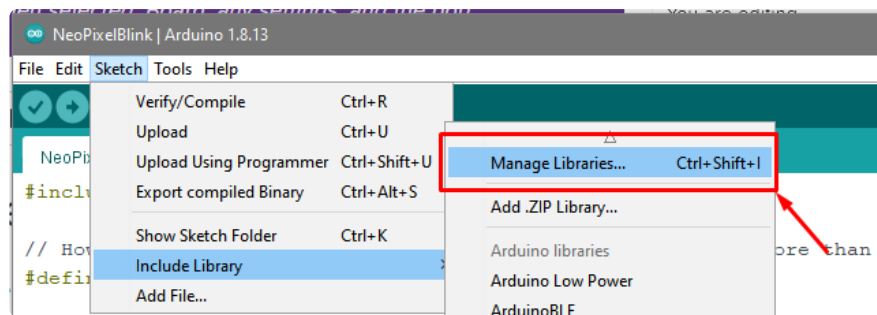 NeoPixelBlink | Arduino 1.8.13
File Edit Sketch Tools Help
Verify/Compile Ctrl+R
Upload Ctrl+U
NeoPi
Upload Using Programmer Ctrl+Shift+U
Manage Libraries... Ctrl+Shift+I
#inclu
Export compiled Binary Ctrl+Alt+S
Add .ZIP Library...
Show Sketch Folder Ctrl+K
// How
Arduino libraries
ore than
Include Library
#defin
Arduino Low Power
Add File...
ArduinoBLE